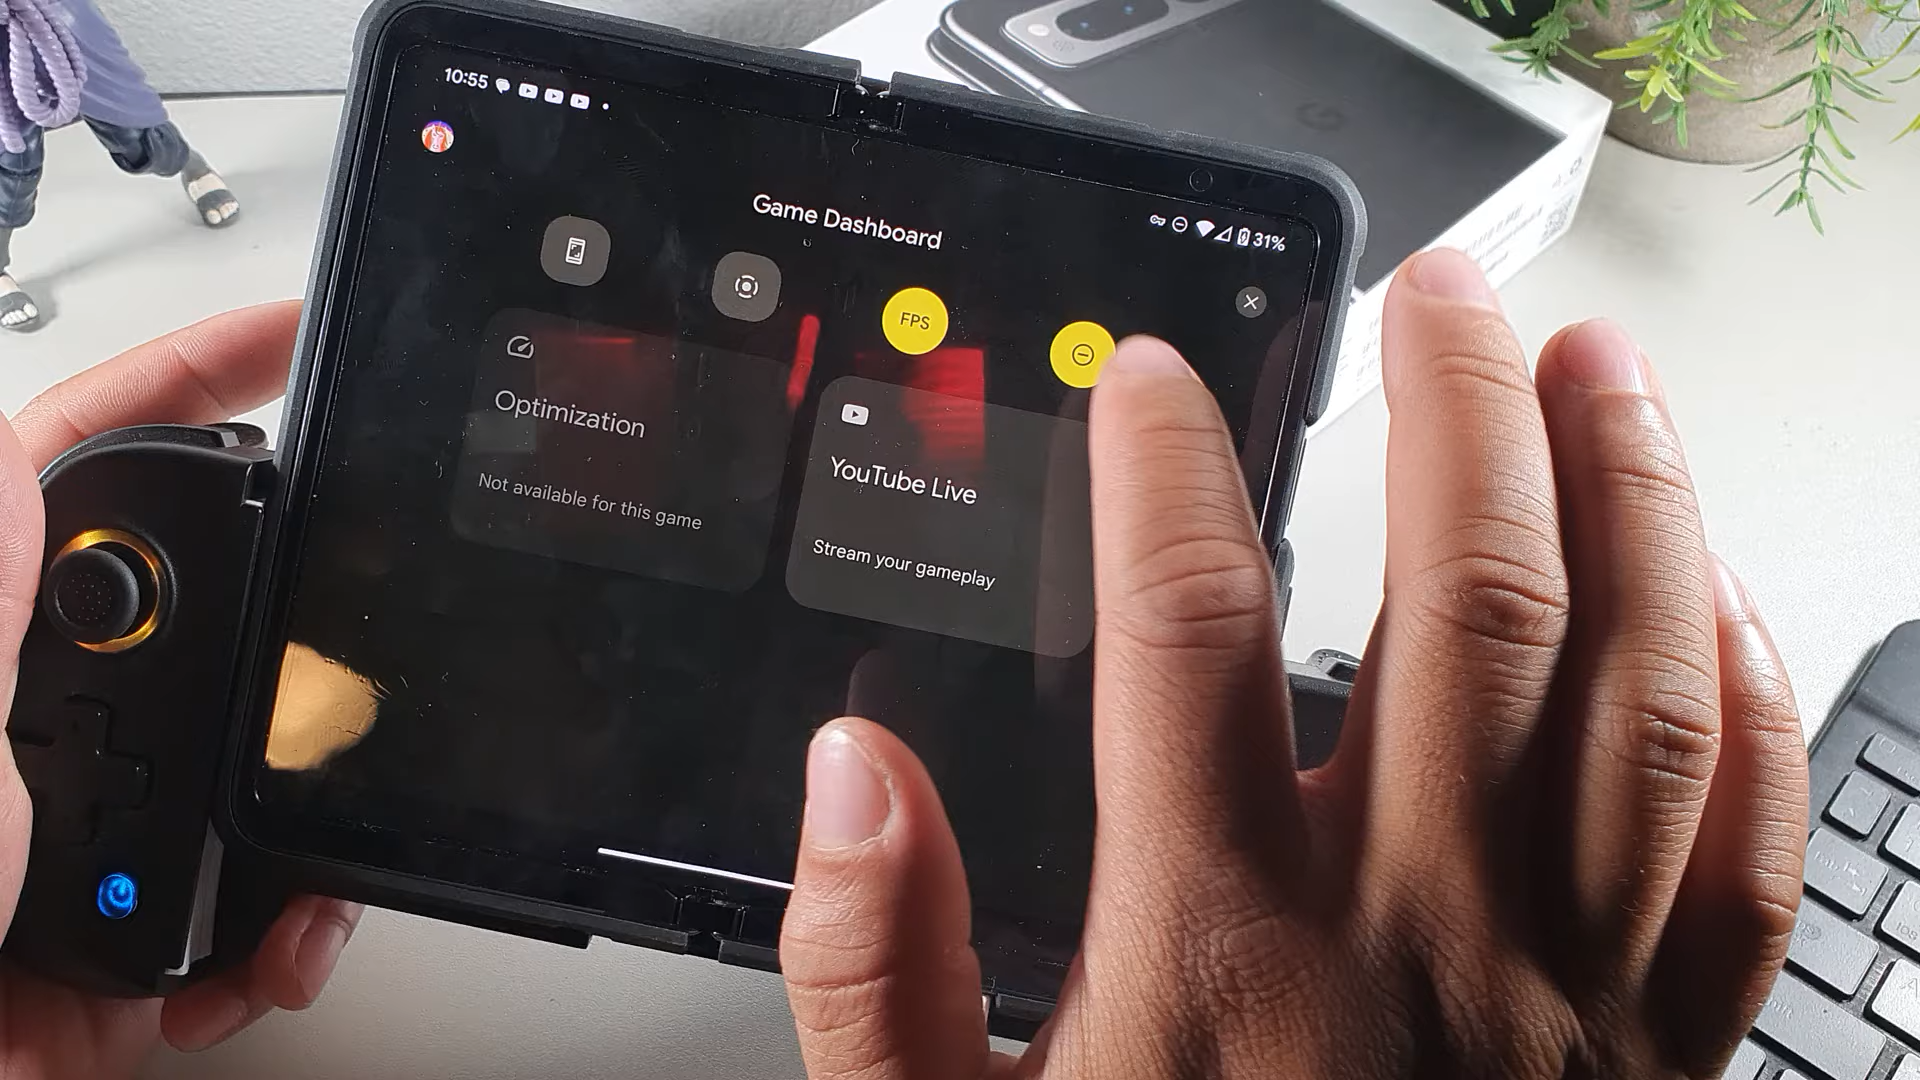 10:55
31%
Game Dashboard
FPS
Optimization
Not available for this game
YouTube Live
Stream your gameplay